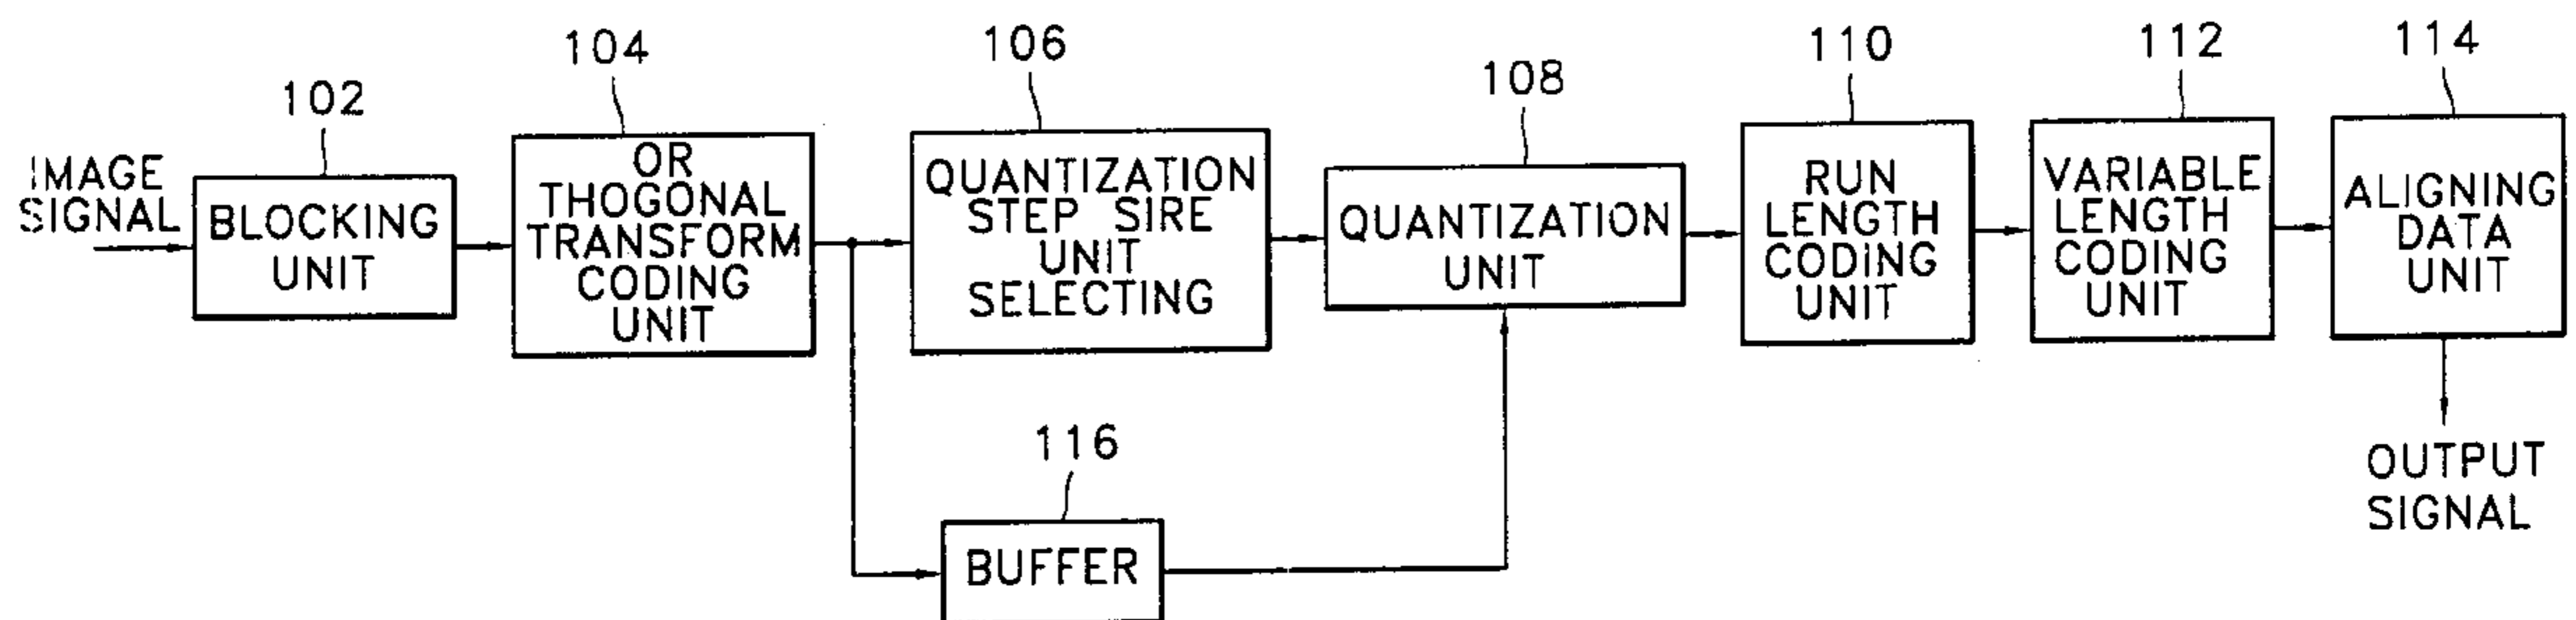 104
106
110
112
114
102
108
IMAGE
SIGNAL
BLOCKING
UNIT
OR
THOGONAL
TRANSFORM
CODING
UNIT
QUANTIZATION
STEP SIRE
UNIT
SELECTING
QUANTIZATION
UNIT
RUN
LENGTH
CODING
UNIT
VARIABLE
LENGTH
CODING
UNIT
ALIGNING
DATA
UNIT
116
BUFFER
OUTPUT
SIGNAL